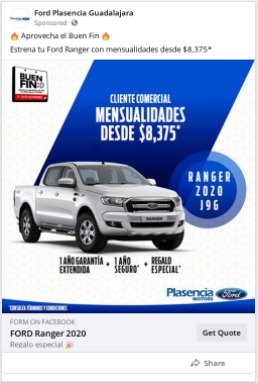 Ford Plasencia Guadalajara
Sponsored ·
🔥 Aprovecha el Buen Fin 🔥
Estrena tu Ford Ranger con mensualidades desde $8,375*
EL
BUEN
FIN
CLIENTE COMERCIAL
MENSUALIDADES
DESDE $8,375*
RANGER
2020
J96
RANGER
1 AÑO GARANTÍA EXTENDIDA + 1 AÑO SEGURO* + REGALO ESPECIAL*
Plasencia
MOTORS
Ford
*CONSULTA TÉRMINOS Y CONDICIONES
FORM ON FACEBOOK
FORD Ranger 2020
Regalo especial 🎉
Get Quote
Share